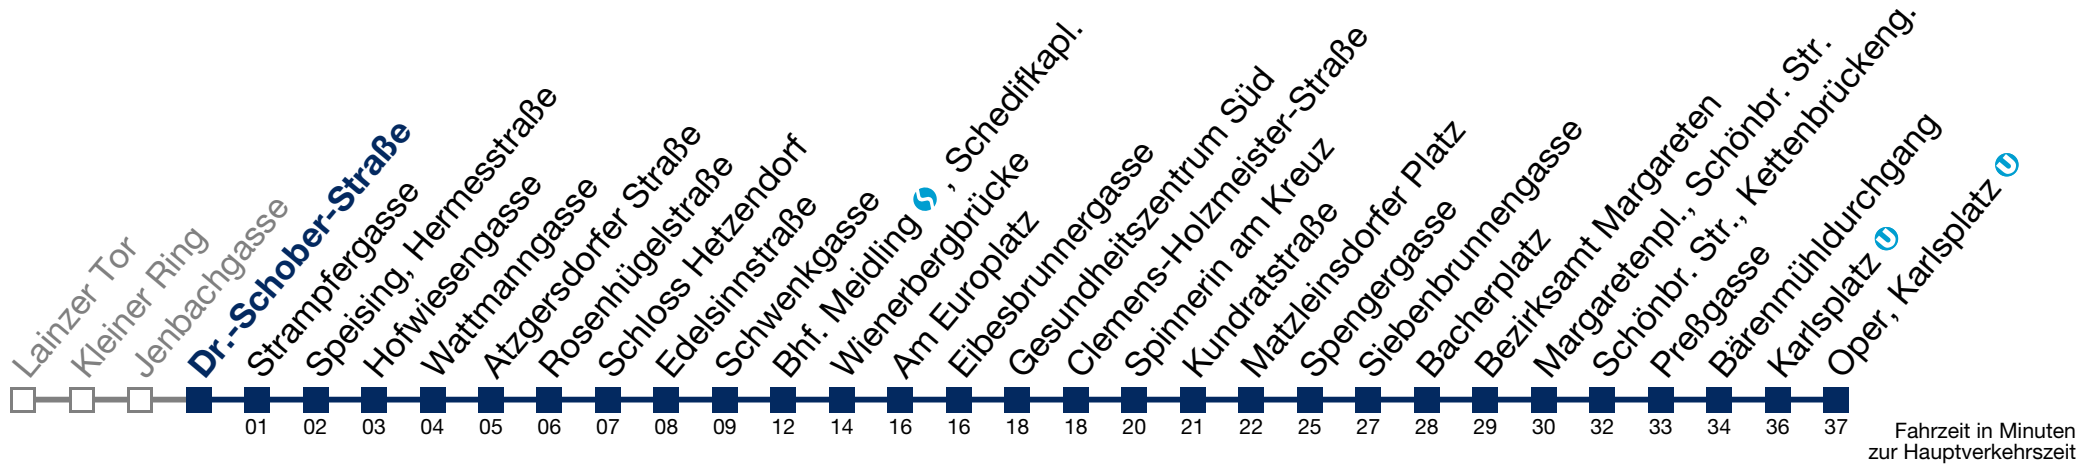 Lainzer Tor
Kleiner Ring
Jenbachgasse
Dr.-Schober-Straße
Strampfergasse
Speising, Hermesstraße
Hofwiesengasse
Wattmanngasse
Atzgersdorfer Straße
Rosenhügelstraße
Schloss Hetzendorf
Edelsinnstraße
Schwenkgasse
Bhf. Meidling S, Schedifkapl.
Wienerbergbrücke
Am Europlatz
Eibesbrunnergasse
Gesundheitszentrum Süd
Clemens-Holzmeister-Straße
Spinnerin am Kreuz
Kundratstraße
Matzleinsdorfer Platz
Spengergasse
Siebenbrunnengasse
Bacherplatz
Bezirksamt Margareten
Margaretenpl., Schönbr. Str.
Schönbr. Str., Kettenbrückeng.
Preßgasse
Bärenmühldurchgang
Karlsplatz U
Oper, Karlsplatz U
01 02 03 04 05 06 07 08 09 12 14 16 16 18 18 20 21 22 25 27 28 29 30 32 33 34 36 37
Fahrzeit in Minuten
zur Hauptverkehrszeit